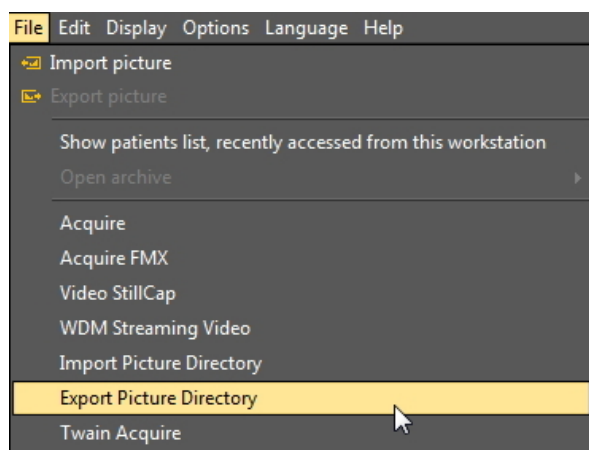 File Edit Display Options Language Help
Import picture
Export picture
Show patients list, recently accessed from this workstation
Open archive
Acquire
Acquire FMX
Video StillCap
WDM Streaming Video
Import Picture Directory
Export Picture Directory
Twain Acquire